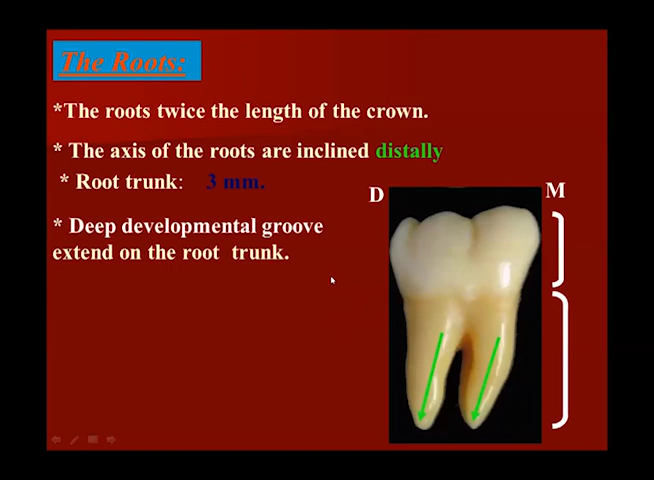 The Roots:
*The roots twice the length of the crown.
* The axis of the roots are inclined distally
* Root trunk: 3 mm.
* Deep developmental groove
extend on the root trunk.
D
M